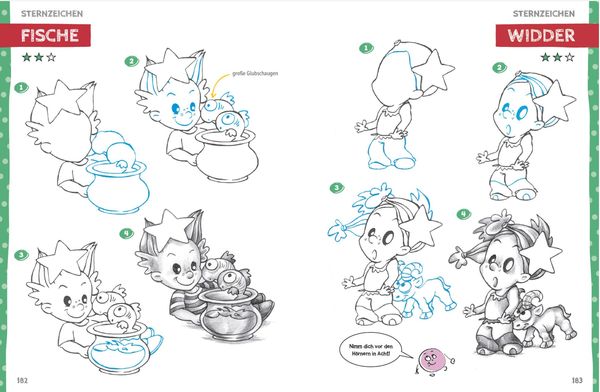 STERNZEICHEN
FISCHE
1
2
große Glubschaugen
3
4
182
STERNZEICHEN
WIDDER
1
2
3
4
Nimm dich vor den
Hörnern in Acht!
183